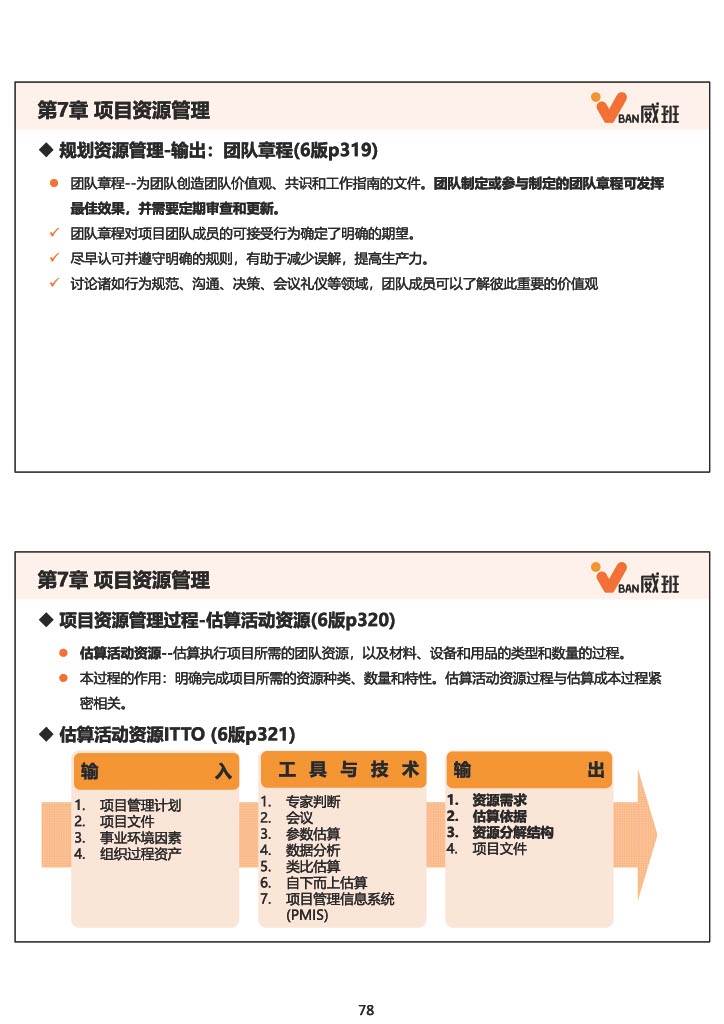 第7章 项目资源管理
BAN威班
◆ 规划资源管理-输出：团队章程(6版p319)
● 团队章程--为团队创造团队价值观、共识和工作指南的文件。团队制定或参与制定的团队章程可发挥
最佳效果，并需要定期审查和更新。
✓ 团队章程对项目团队成员的可接受行为确定了明确的期望。
✓ 尽早认可并遵守明确的规则，有助于减少误解，提高生产力。
✓ 讨论诸如行为规范、沟通、决策、会议礼仪等领域，团队成员可以了解彼此重要的价值观
第7章 项目资源管理
BAN威班
◆ 项目资源管理过程-估算活动资源(6版p320)
● 估算活动资源--估算执行项目所需的团队资源，以及材料、设备和用品的类型和数量的过程。
● 本过程的作用：明确完成项目所需的资源种类、数量和特性。估算活动资源过程与估算成本过程紧
密相关。
◆ 估算活动资源ITTO (6版p321)
输 入
1. 项目管理计划
2. 项目文件
3. 事业环境因素
4. 组织过程资产
工 具 与 技 术
1. 专家判断
2. 会议
3. 参数估算
4. 数据分析
5. 类比估算
6. 自下而上估算
7. 项目管理信息系统
(PMIS)
输 出
1. 资源需求
2. 估算依据
3. 资源分解结构
4. 项目文件
78